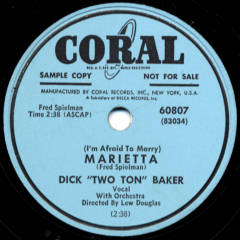 CORAL
SAMPLE COPY
NOT FOR SALE
MANUFACTURED BY CORAL RECORDS, INC., NEW YORK, U.S.A.
A Subsidiary of DECCA RECORDS, Inc.
Fred Spielman
Time 2:38 (ASCAP)
60807
(83034)
(I'm Afraid To Marry)
MARIETTA
(Fred Spielman)
DICK "TWO TON" BAKER
Vocal
With Orchestra
Directed By Lew Douglas
(2:38)